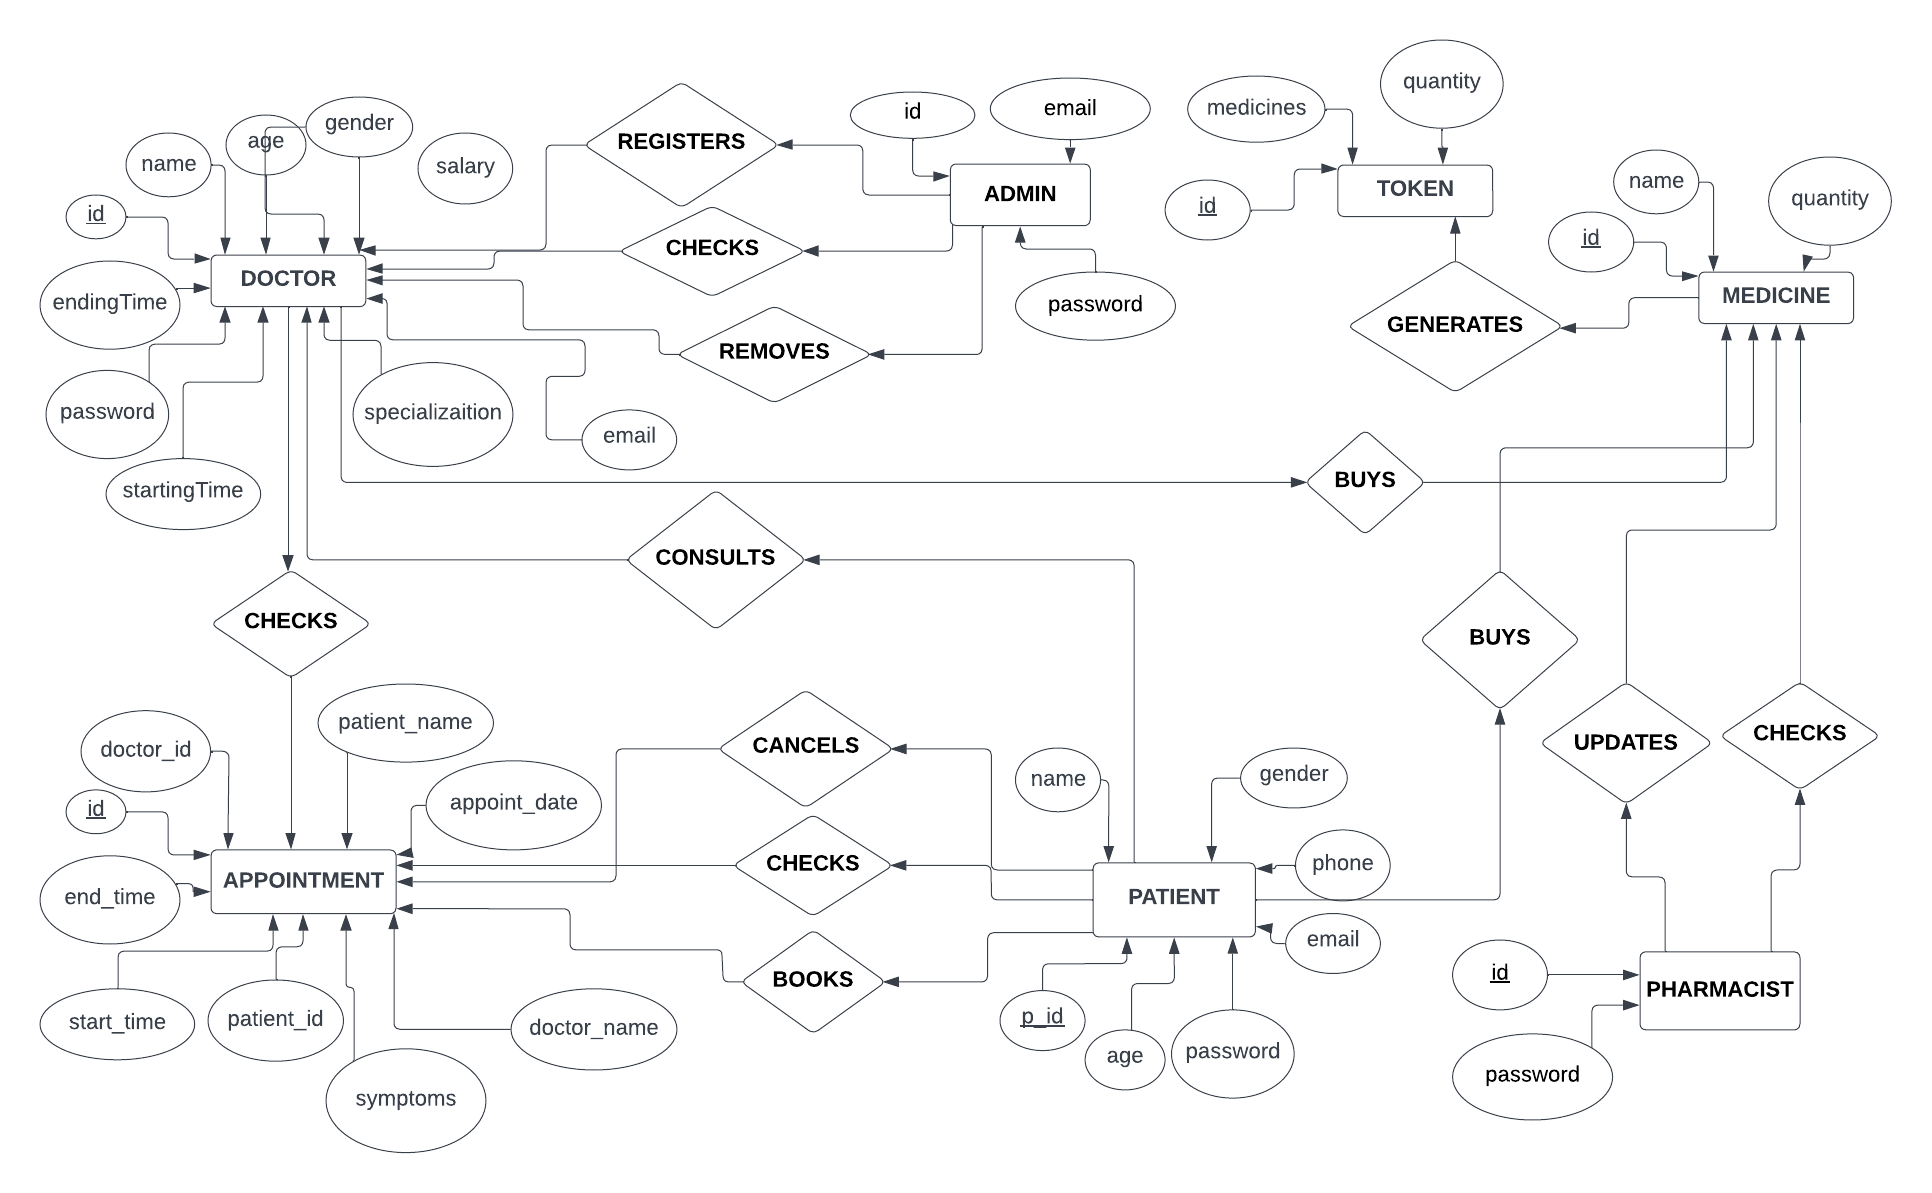 quantity
id
email
medicines
gender
age
REGISTERS
name
salary
ADMIN
TOKEN
name
quantity
id
id
id
CHECKS
DOCTOR
MEDICINE
endingTime
password
GENERATES
REMOVES
password
specializaition
email
BUYS
startingTime
CONSULTS
CHECKS
BUYS
patient_name
doctor_id
CANCELS
UPDATES
CHECKS
name
gender
appoint_date
id
CHECKS
phone
APPOINTMENT
end_time
PATIENT
email
BOOKS
id
PHARMACIST
start_time
patient_id
doctor_name
p_id
age
password
password
symptoms